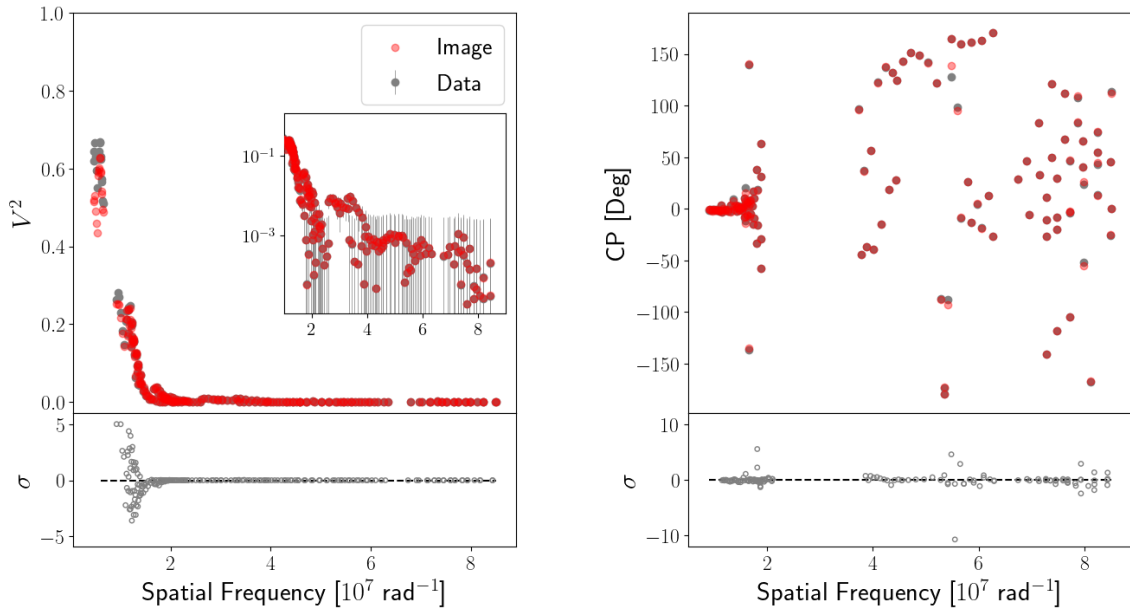 1.0
0.8
0.6
0.4
0.2
0.0
V²
Image
Data
10⁻¹
10⁻³
2 4 6 8
5
0
−5
σ
2 4 6 8
Spatial Frequency [10⁷ rad⁻¹]
150
100
50
0
−50
−100
−150
CP [Deg]
10
0
−10
σ
2 4 6 8
Spatial Frequency [10⁷ rad⁻¹]